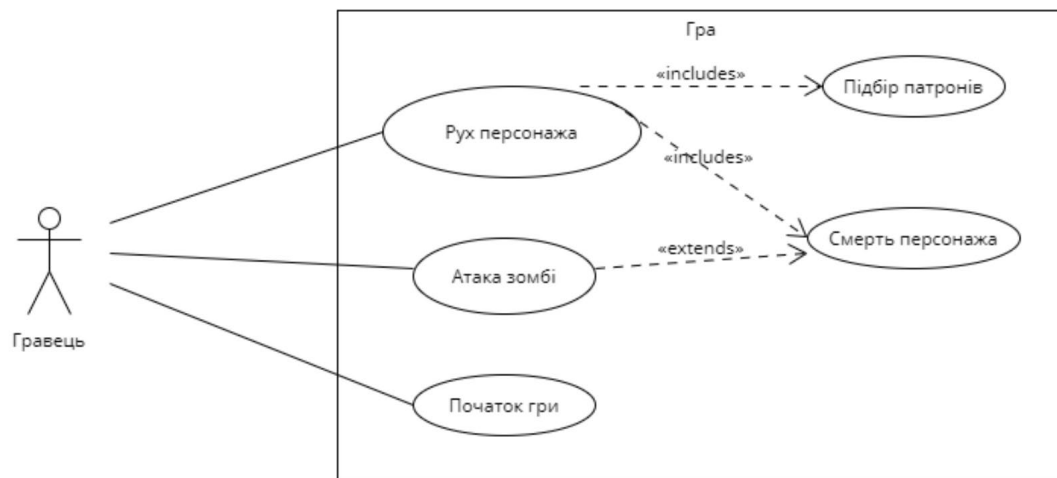 Гра
«includes»
Підбір патронів
Рух персонажа
«includes»
Смерть персонажа
«extends»
Атака зомбі
Гравець
Початок гри